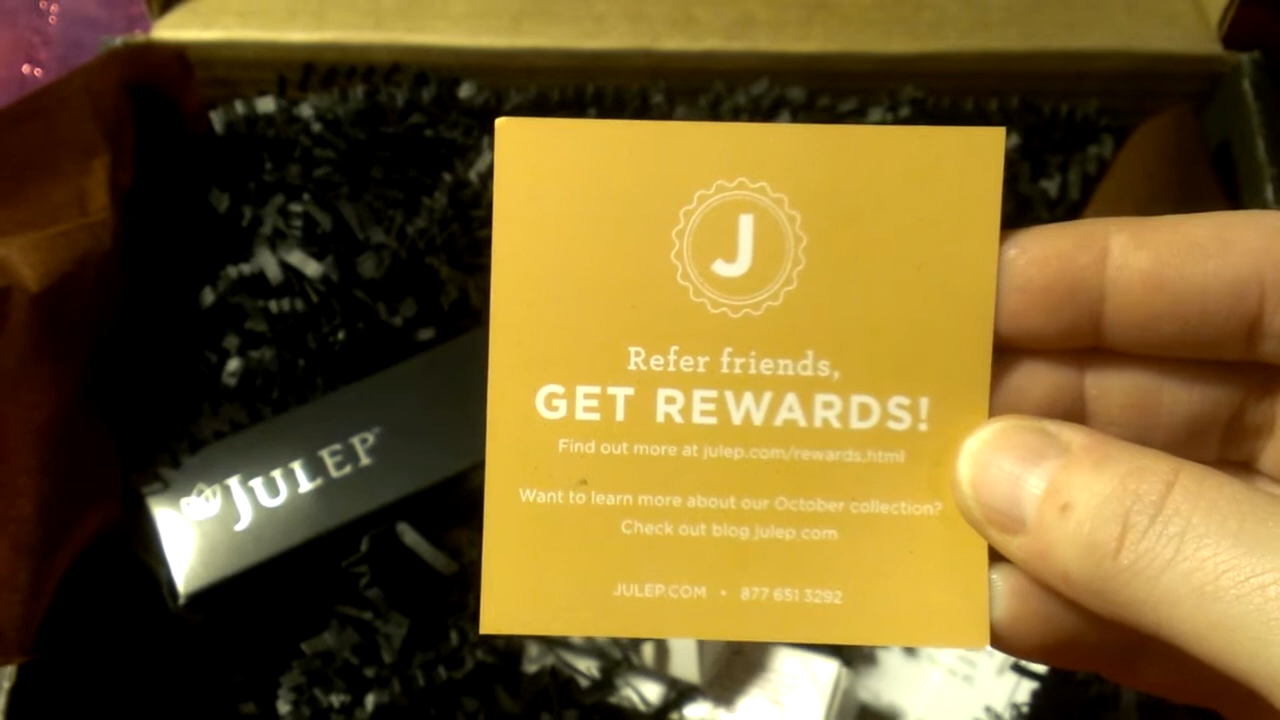 J
Refer friends,
GET REWARDS!
Find out more at julep.com/rewards.html
Want to learn more about our October collection?
Check out blog.julep.com
JULEP.COM • 877 651 3292
JULEP